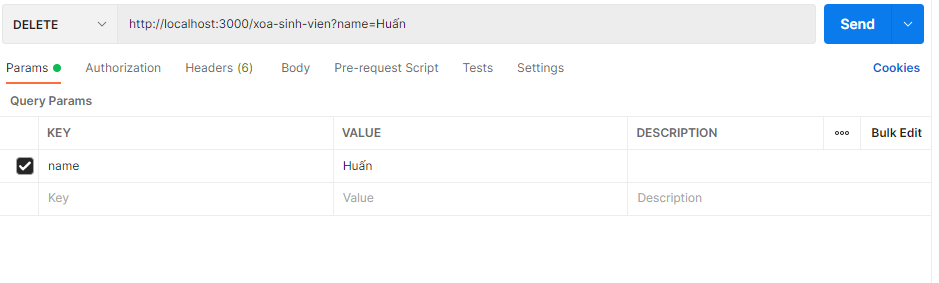 DELETE http://localhost:3000/xoa-sinh-vien?name=Huấn Send
Params Authorization Headers (6) Body Pre-request Script Tests Settings Cookies
Query Params
KEY VALUE DESCRIPTION ooo Bulk Edit
name Huấn
Key Value Description